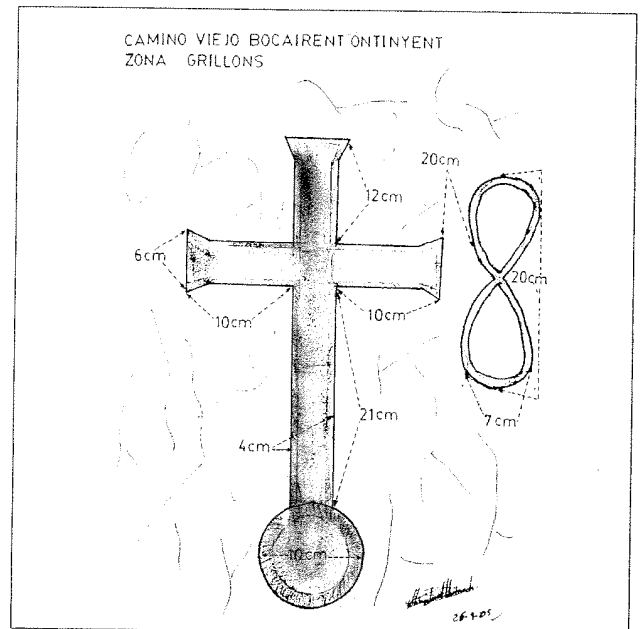 CAMINO VIEJO BOCAIRENT ONTINYENT
ZONA GRILLONS
12cm
20cm
6cm
20cm
10cm
10cm
7cm
4cm
21cm
10cm